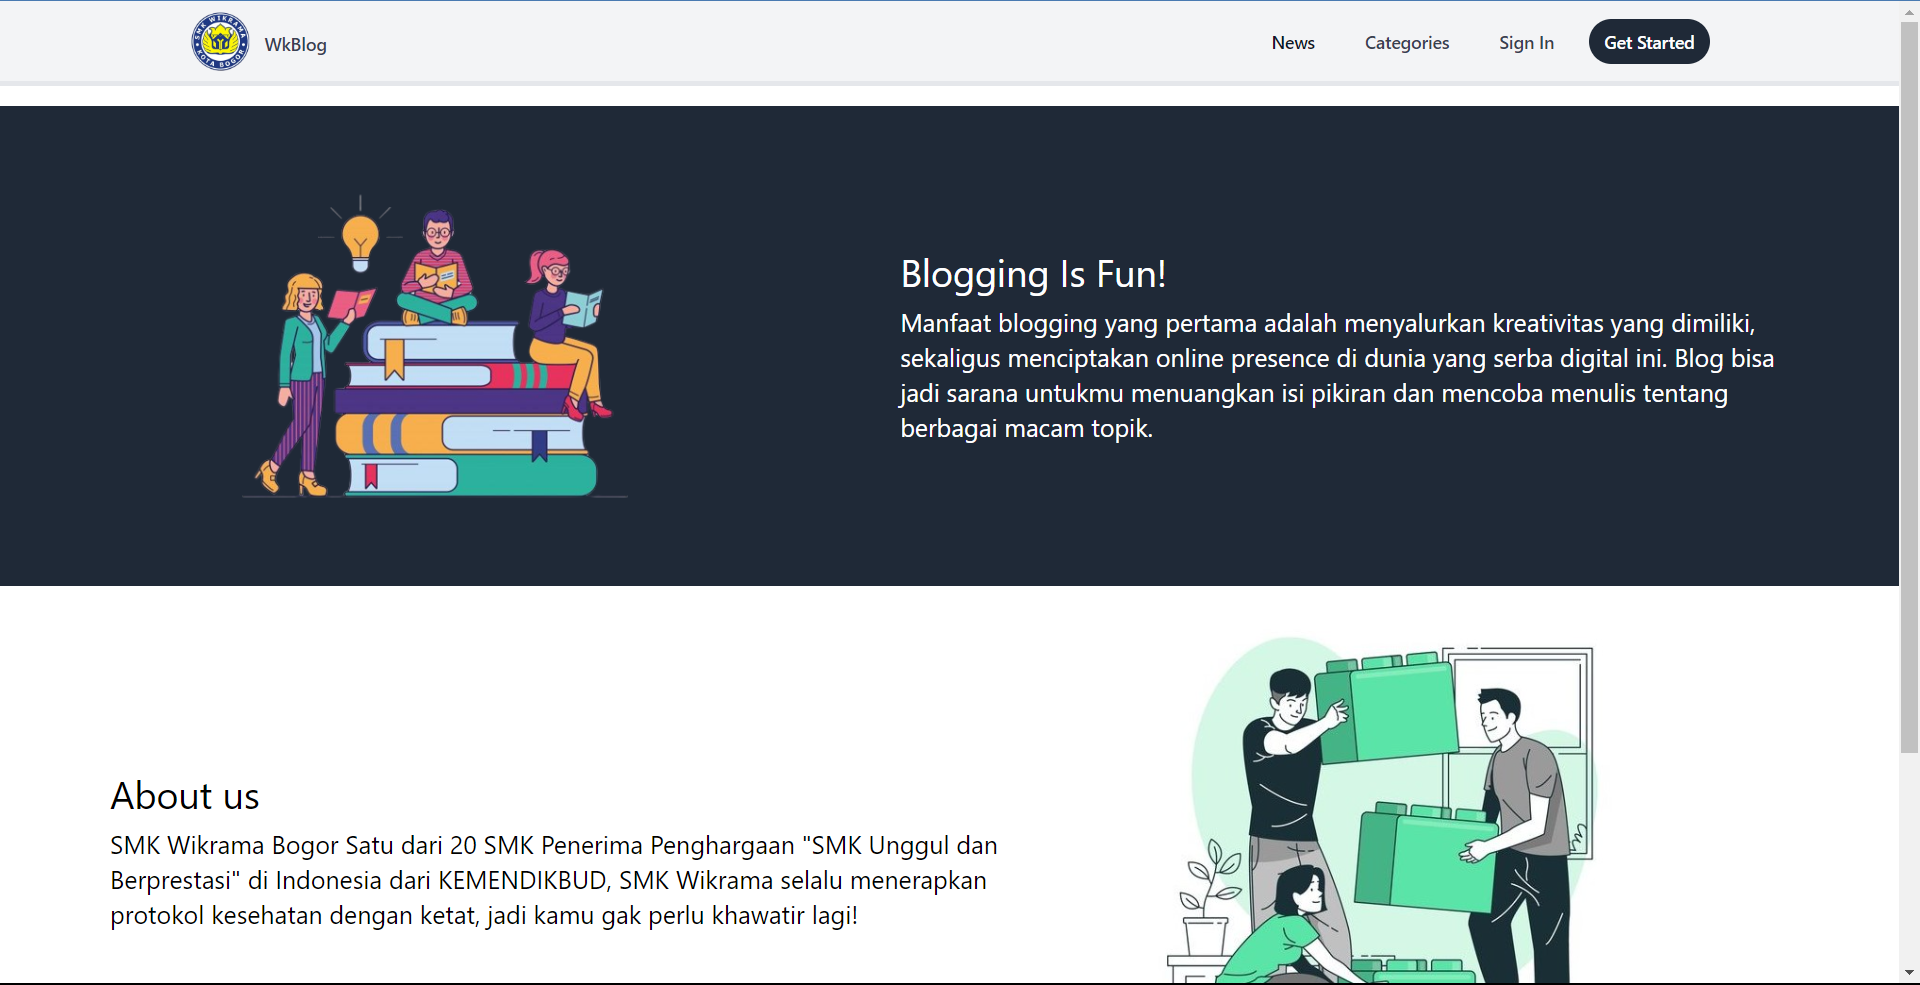 SMK WIKRAMA
KOTA BOGOR
WkBlog
News
Categories
Sign In
Get Started
Blogging Is Fun!
Manfaat blogging yang pertama adalah menyalurkan kreativitas yang dimiliki,
sekaligus menciptakan online presence di dunia yang serba digital ini. Blog bisa
jadi sarana untukmu menuangkan isi pikiran dan mencoba menulis tentang
berbagai macam topik.
About us
SMK Wikrama Bogor Satu dari 20 SMK Penerima Penghargaan "SMK Unggul dan
Berprestasi" di Indonesia dari KEMENDIKBUD, SMK Wikrama selalu menerapkan
protokol kesehatan dengan ketat, jadi kamu gak perlu khawatir lagi!